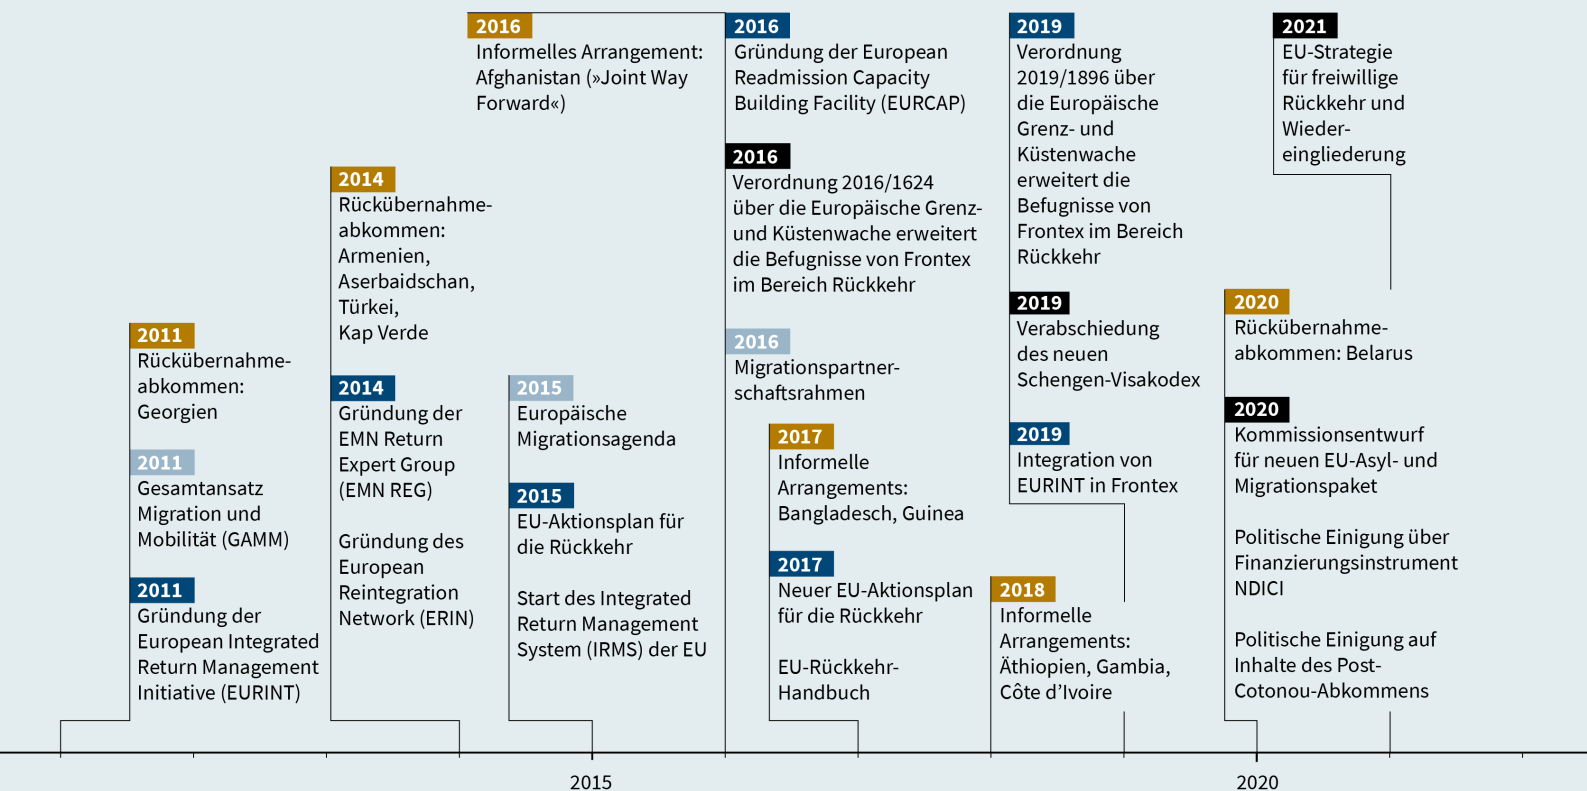 2011
Rückübernahme-
abkommen:
Georgien
2011
Gesamtansatz
Migration und
Mobilität (GAMM)
2011
Gründung der
European Integrated
Return Management
Initiative (EURINT)
2014
Rückübernahme-
abkommen:
Armenien,
Aserbaidschan,
Türkei,
Kap Verde
2014
Gründung der
EMN Return
Expert Group
(EMN REG)
Gründung des
European
Reintegration
Network (ERIN)
2015
Europäische
Migrationsagenda
2015
EU-Aktionsplan für
die Rückkehr
Start des Integrated
Return Management
System (IRMS) der EU
2016
Informelles Arrangement:
Afghanistan (»Joint Way
Forward«)
2016
Gründung der European
Readmission Capacity
Building Facility (EURCAP)
2016
Verordnung 2016/1624
über die Europäische Grenz-
und Küstenwache erweitert
die Befugnisse von Frontex
im Bereich Rückkehr
2016
Migrationspartner-
schaftsrahmen
2017
Informelle
Arrangements:
Bangladesch, Guinea
2017
Neuer EU-Aktionsplan
für die Rückkehr
EU-Rückkehr-
Handbuch
2018
Informelle
Arrangements:
Äthiopien, Gambia,
Côte d’Ivoire
2019
Verordnung
2019/1896 über
die Europäische
Grenz- und
Küstenwache
erweitert die
Befugnisse von
Frontex im Bereich
Rückkehr
2019
Verabschiedung
des neuen
Schengen-Visakodex
2019
Integration von
EURINT in Frontex
2020
Rückübernahme-
abkommen: Belarus
2020
Kommissionsentwurf
für neuen EU-Asyl- und
Migrationspaket
Politische Einigung über
Finanzierungsinstrument
NDICI
Politische Einigung auf
Inhalte des Post-
Cotonou-Abkommens
2021
EU-Strategie
für freiwillige
Rückkehr und
Wieder-
eingliederung
2015
2020